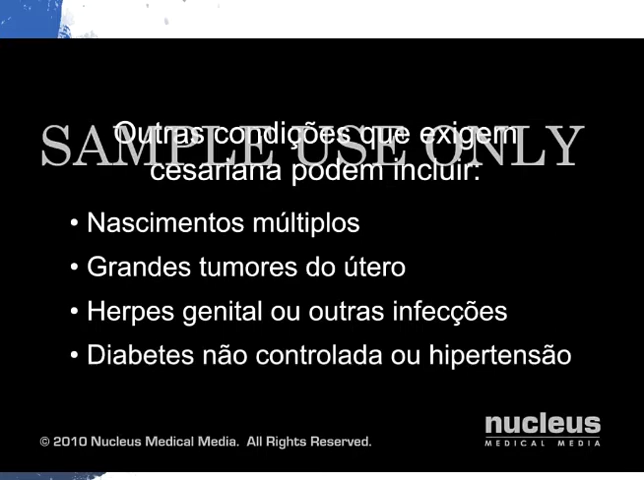 SAMPLE USE ONLY
Outras condições que exigem
cesariana podem incluir:
• Nascimentos múltiplos
• Grandes tumores do útero
• Herpes genital ou outras infecções
• Diabetes não controlada ou hipertensão
nucleus
MEDICAL MEDIA
© 2010 Nucleus Medical Media. All Rights Reserved.